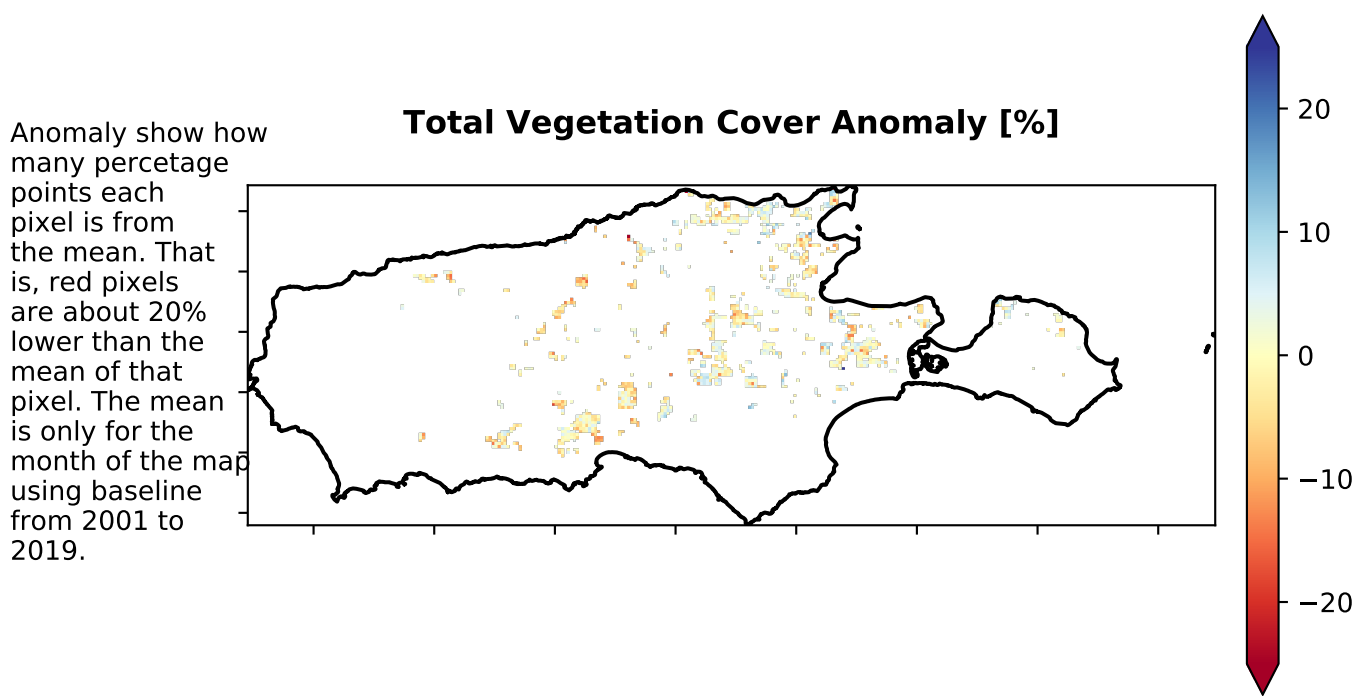 Total Vegetation Cover Anomaly [%]
Anomaly show how
many percetage
points each
pixel is from
the mean. That
is, red pixels
are about 20%
lower than the
mean of that
pixel. The mean
is only for the
month of the map
using baseline
from 2001 to
2019.
20
10
0
−10
−20